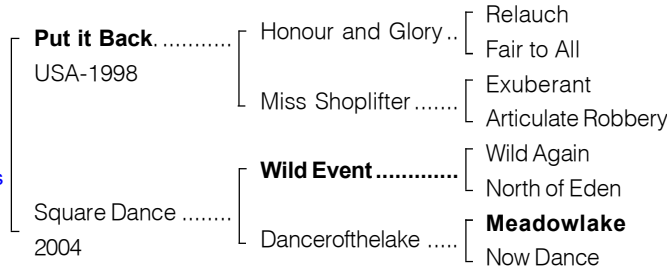 Put it Back. ...........
USA-1998
Square Dance ........
2004
Honour and Glory ..
Miss Shoplifter .......
Wild Event .............
Dancerofthelake .....
Relauch
Fair to All
Exuberant
Articulate Robbery
Wild Again
North of Eden
Meadowlake
Now Dance
s